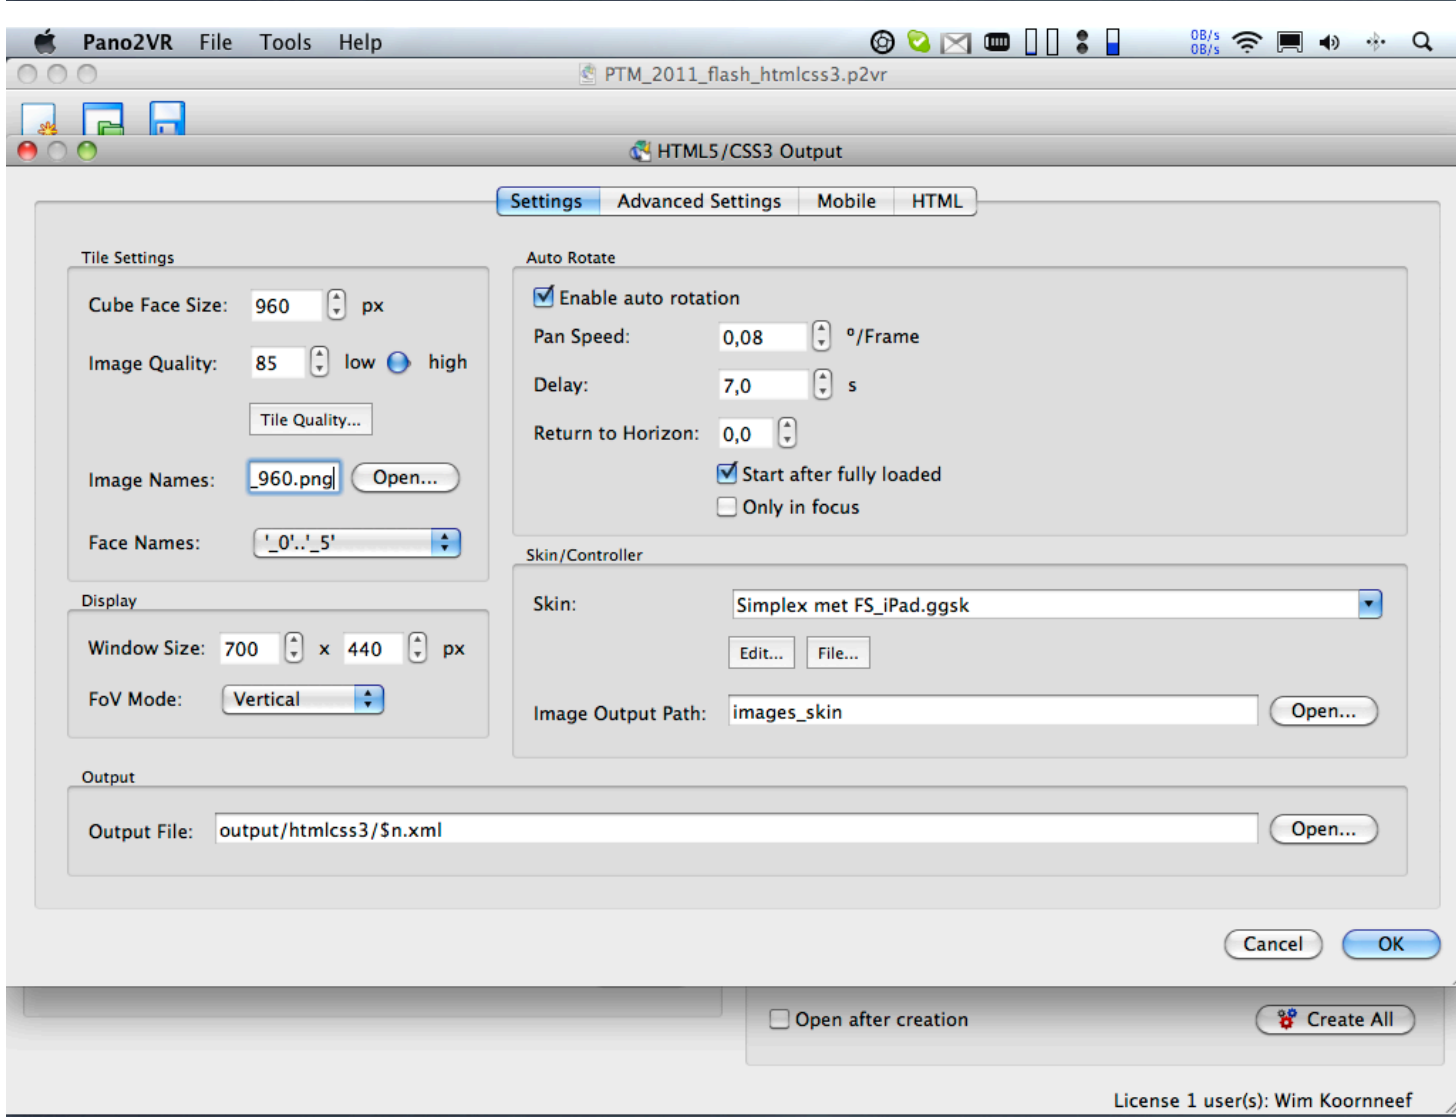 Pano2VR File Tools Help
0B/s
0B/s
PTM_2011_flash_htmlcss3.p2vr
HTML5/CSS3 Output
Settings Advanced Settings Mobile HTML
Tile Settings
Cube Face Size: 960 px
Image Quality: 85 low high
Tile Quality...
Image Names: _960.png Open...
Face Names: '_0'..'_5'
Display
Window Size: 700 x 440 px
FoV Mode: Vertical
Auto Rotate
Enable auto rotation
Pan Speed: 0,08 º/Frame
Delay: 7,0 s
Return to Horizon: 0,0
Start after fully loaded
Only in focus
Skin/Controller
Skin: Simplex met FS_iPad.ggsk
Edit... File...
Image Output Path: images_skin Open...
Output
Output File: output/htmlcss3/$n.xml Open...
Cancel OK
Open after creation Create All
License 1 user(s): Wim Koornneef